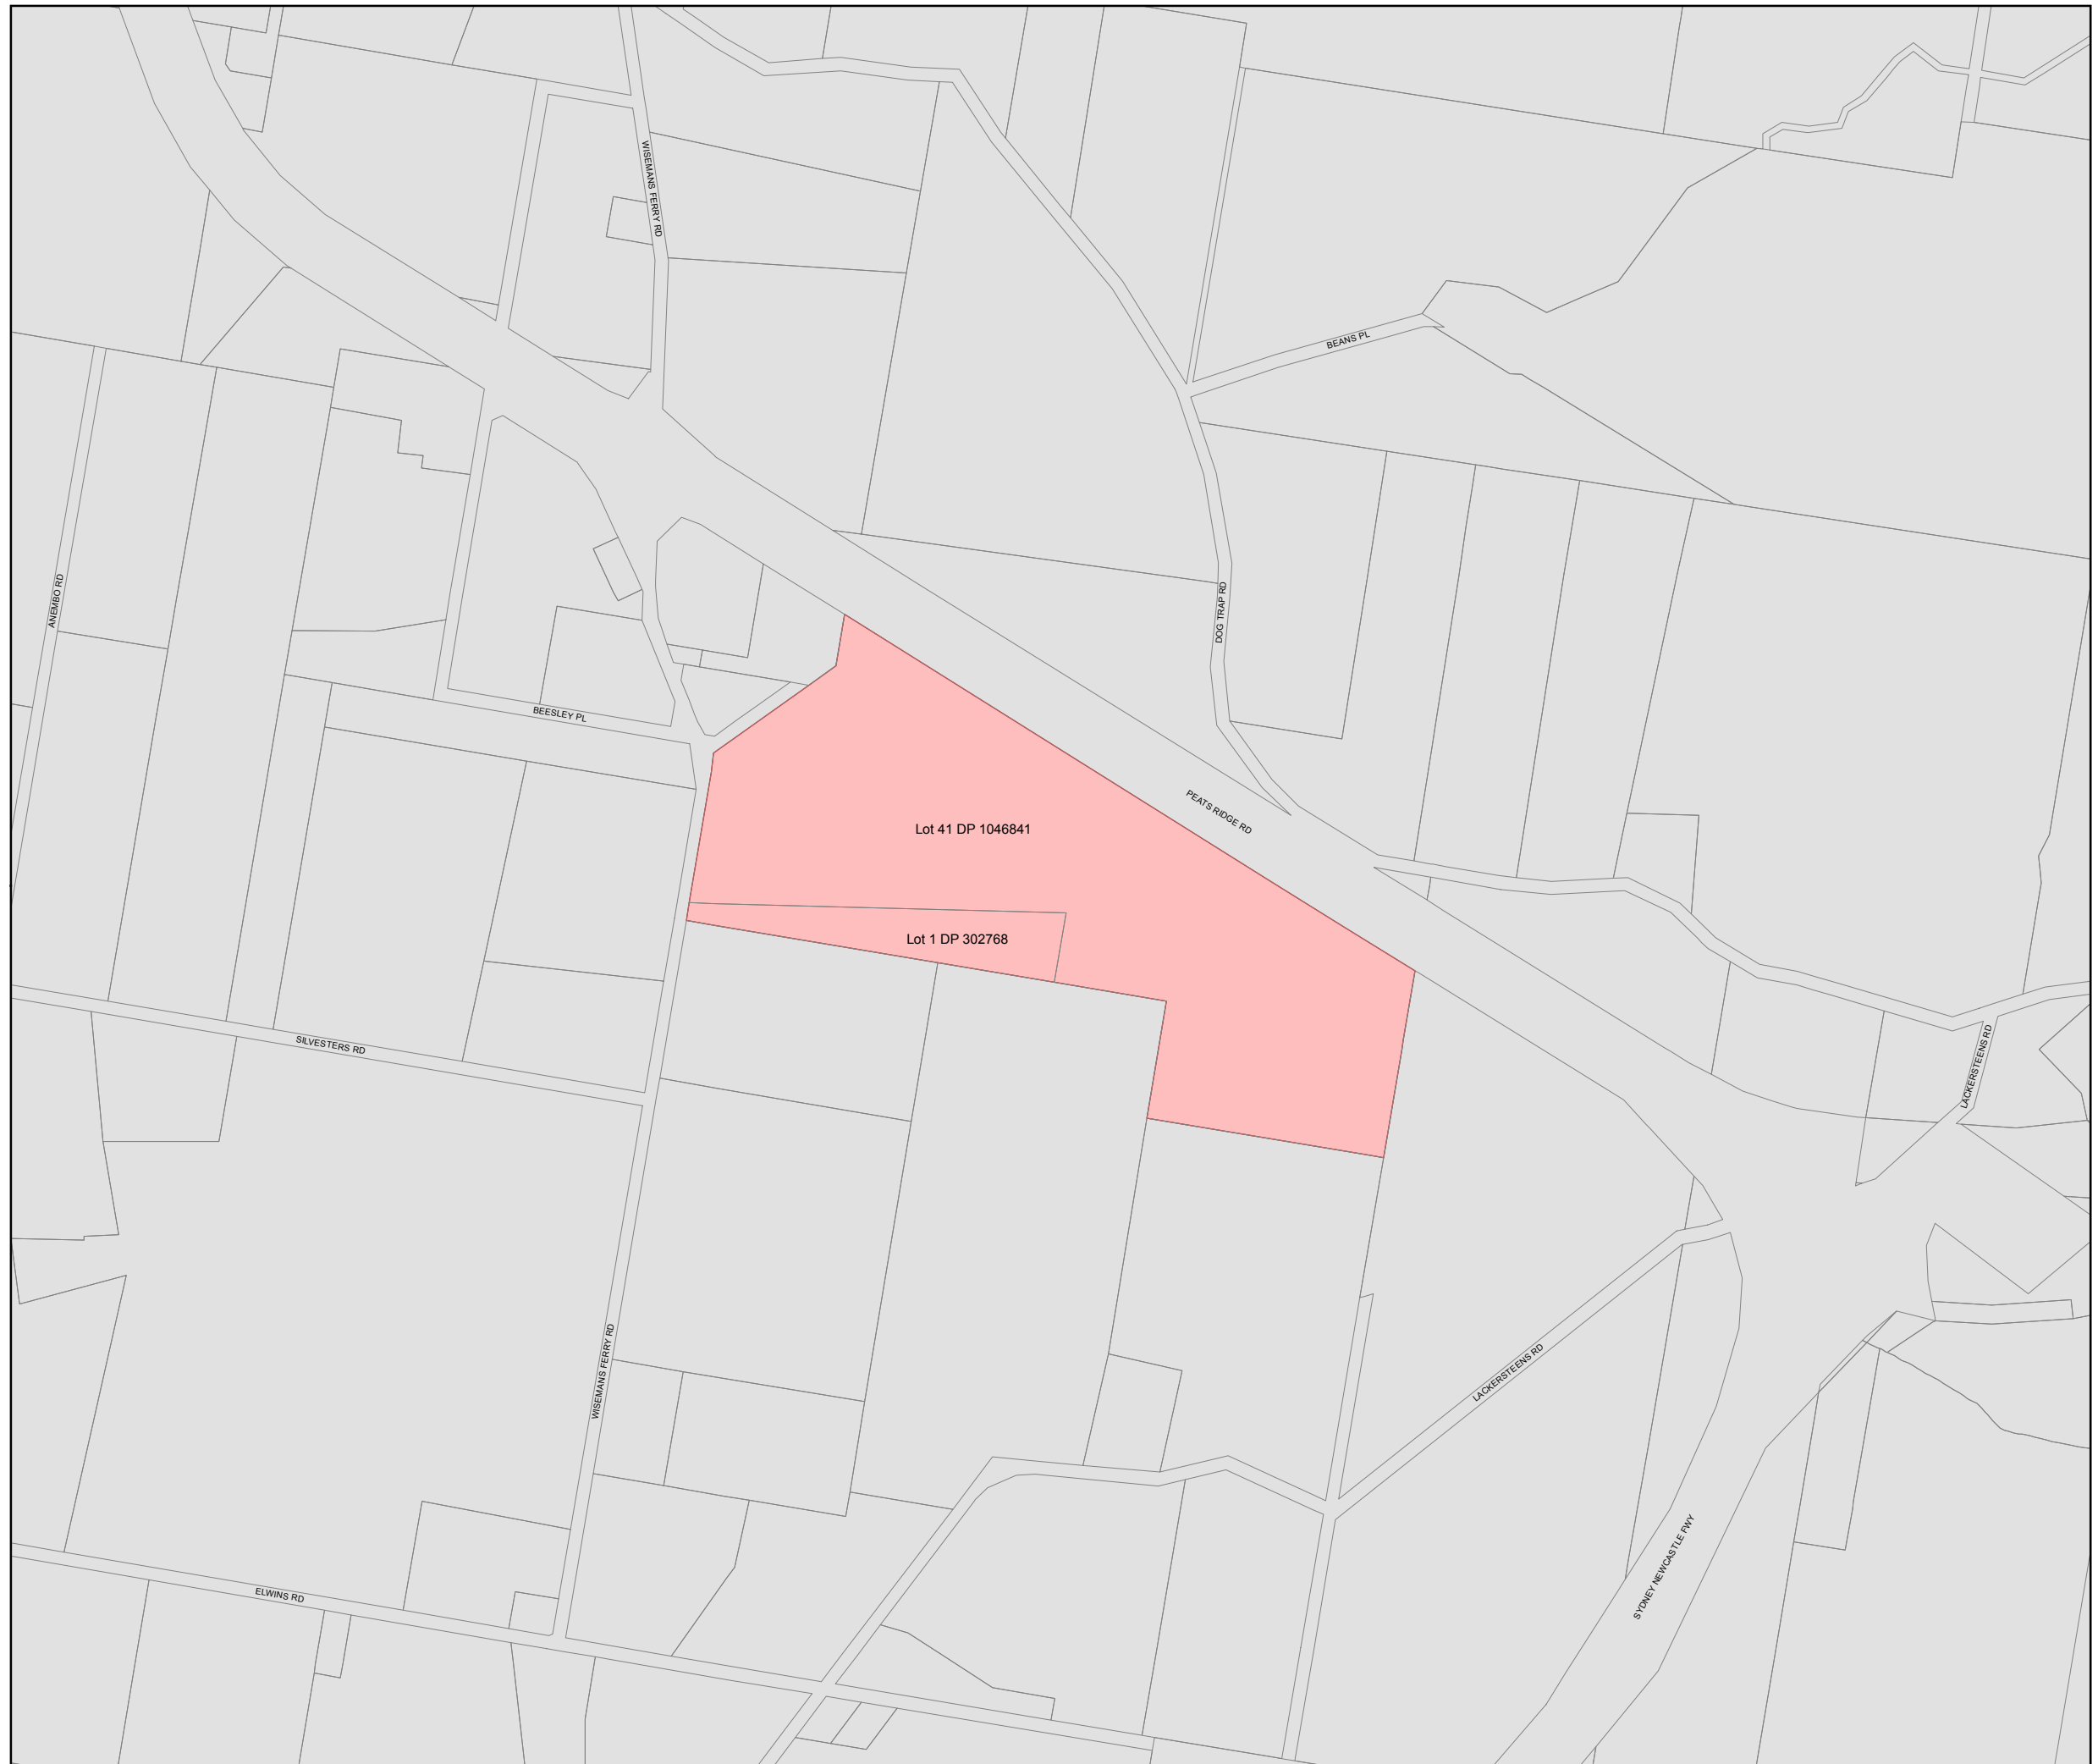 WISEMANS FERRY RD
BEANS PL
ANEMBO RD
DOG TRAP RD
BEESLEY PL
PEATS RIDGE RD
Lot 41 DP 1046841
Lot 1 DP 302768
SILVESTERS RD
LACKERSTEENS RD
WISEMANS FERRY RD
LACKERSTEENS RD
SYDNEY NEWCASTLE FWY
ELWINS RD